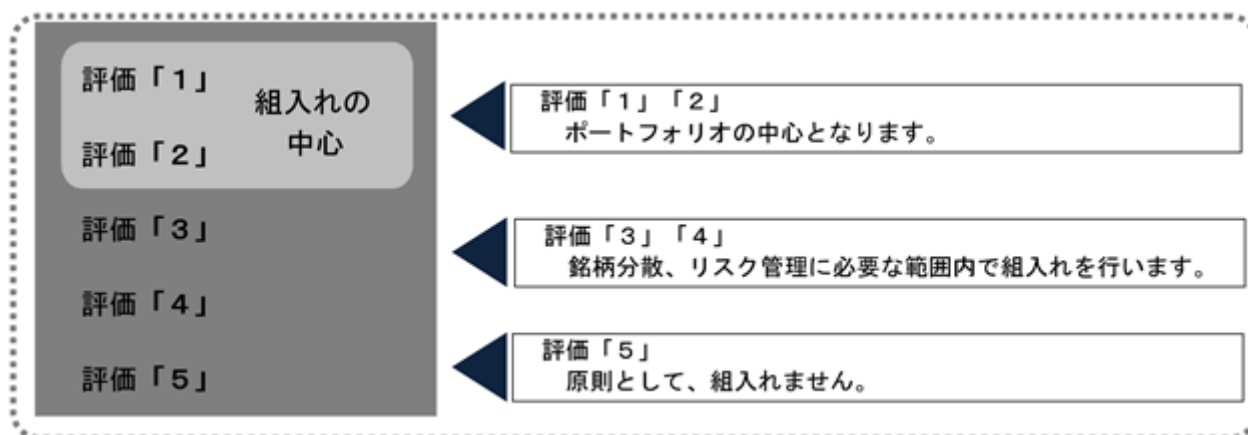 評価「１」
評価「２」
組入れの
中心
評価「３」
評価「４」
評価「５」
評価「１」「２」
ポートフォリオの中心となります。
評価「３」「４」
銘柄分散、リスク管理に必要な範囲内で組入れを行います。
評価「５」
原則として、組入れません。